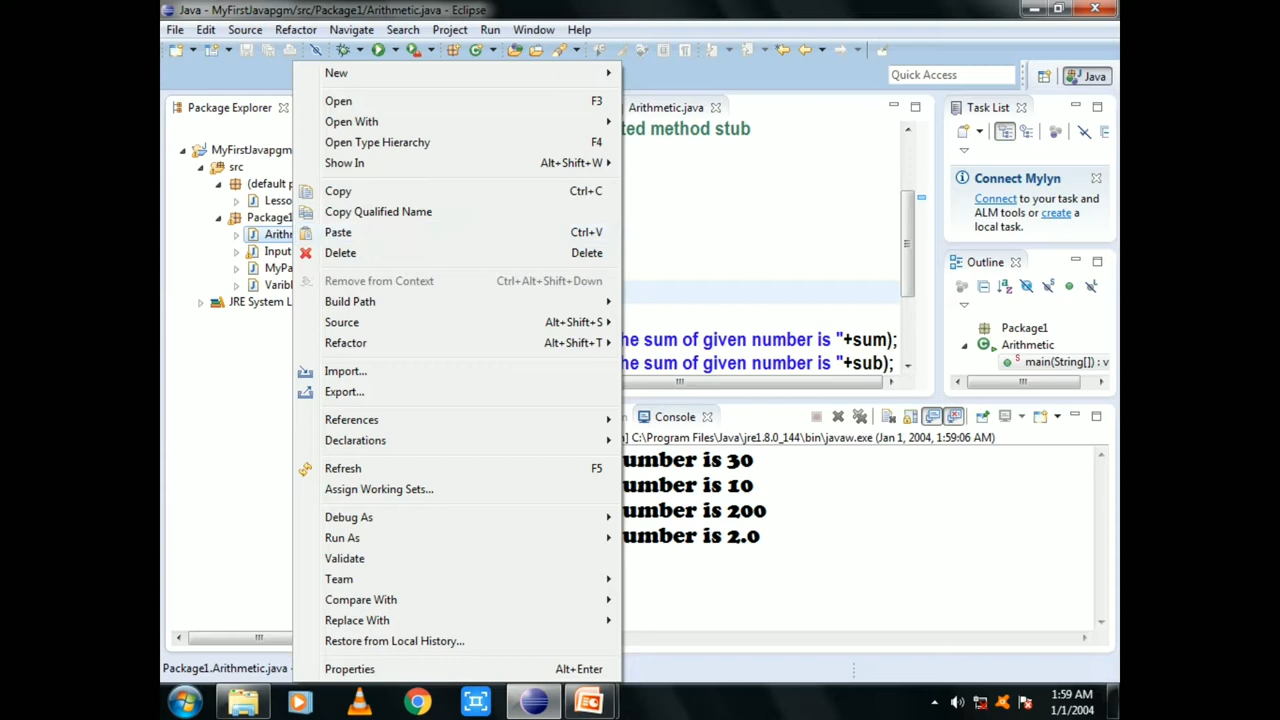 Java - MyFirstJavapgm/src/Package1/Arithmetic.java - Eclipse
File Edit Source Refactor Navigate Search Project Run Window Help
Quick Access
Java
Package Explorer
MyFirstJavapgm
src
(default p
Lesso
Package1
Arith
Input
MyPa
Varib
JRE System L
New
Open F3
Open With
Open Type Hierarchy F4
Show In Alt+Shift+W
Copy Ctrl+C
Copy Qualified Name
Paste Ctrl+V
Delete Delete
Remove from Context Ctrl+Alt+Shift+Down
Build Path
Source Alt+Shift+S
Refactor Alt+Shift+T
Import...
Export...
References
Declarations
Refresh F5
Assign Working Sets...
Debug As
Run As
Validate
Team
Compare With
Replace With
Restore from Local History...
Properties Alt+Enter
Arithmetic.java
ted method stub
he sum of given number is "+sum);
he sum of given number is "+sub);
Task List
Connect Mylyn
Connect to your task and
ALM tools or create a
local task.
Outline
Package1
Arithmetic
main(String[]) : v
Console
] C:\Program Files\Java\jre1.8.0_144\bin\javaw.exe (Jan 1, 2004, 1:59:06 AM)
umber is 30
umber is 10
umber is 200
umber is 2.0
Package1.Arithmetic.java -
1:59 AM
1/1/2004